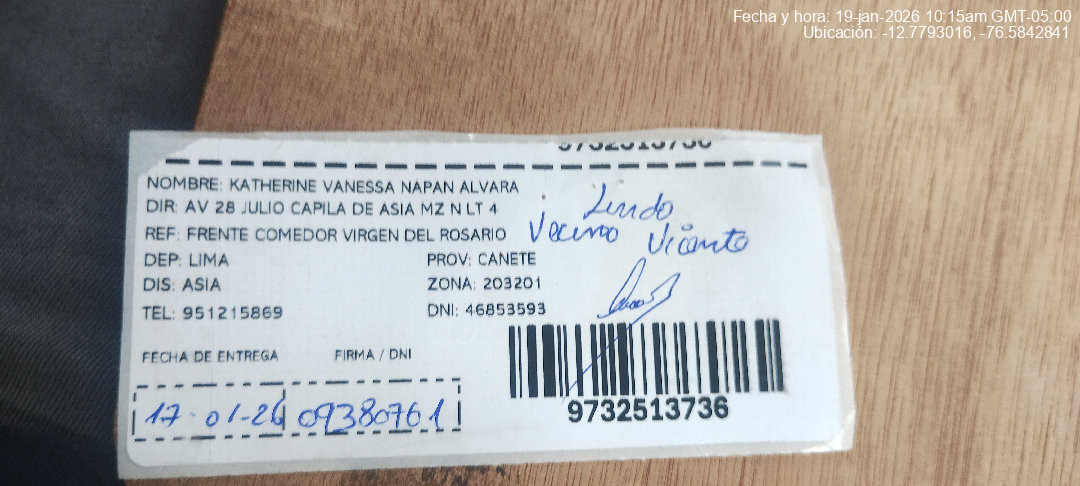 Fecha y hora: 19-jan-2026 10:15am GMT-05:00
Ubicación: -12.7793016, -76.5842841
9732513736
NOMBRE: KATHERINE VANESSA NAPAN ALVARA
DIR: AV 28 JULIO CAPILA DE ASIA MZ N LT 4
REF: FRENTE COMEDOR VIRGEN DEL ROSARIO
DEP: LIMA PROV: CANETE
DIS: ASIA ZONA: 203201
TEL: 951215869 DNI: 46853593
Vecino Vicente
FECHA DE ENTREGA FIRMA / DNI
17-01-26 09380761
9732513736